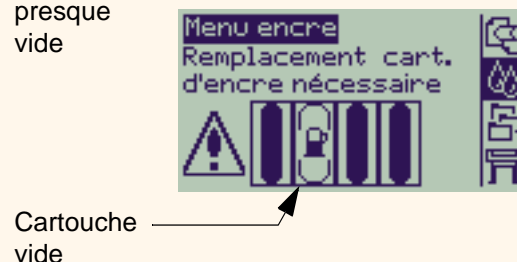 presque
vide
Menu encre
Remplacement cart.
d'encre nécessaire
Cartouche
vide